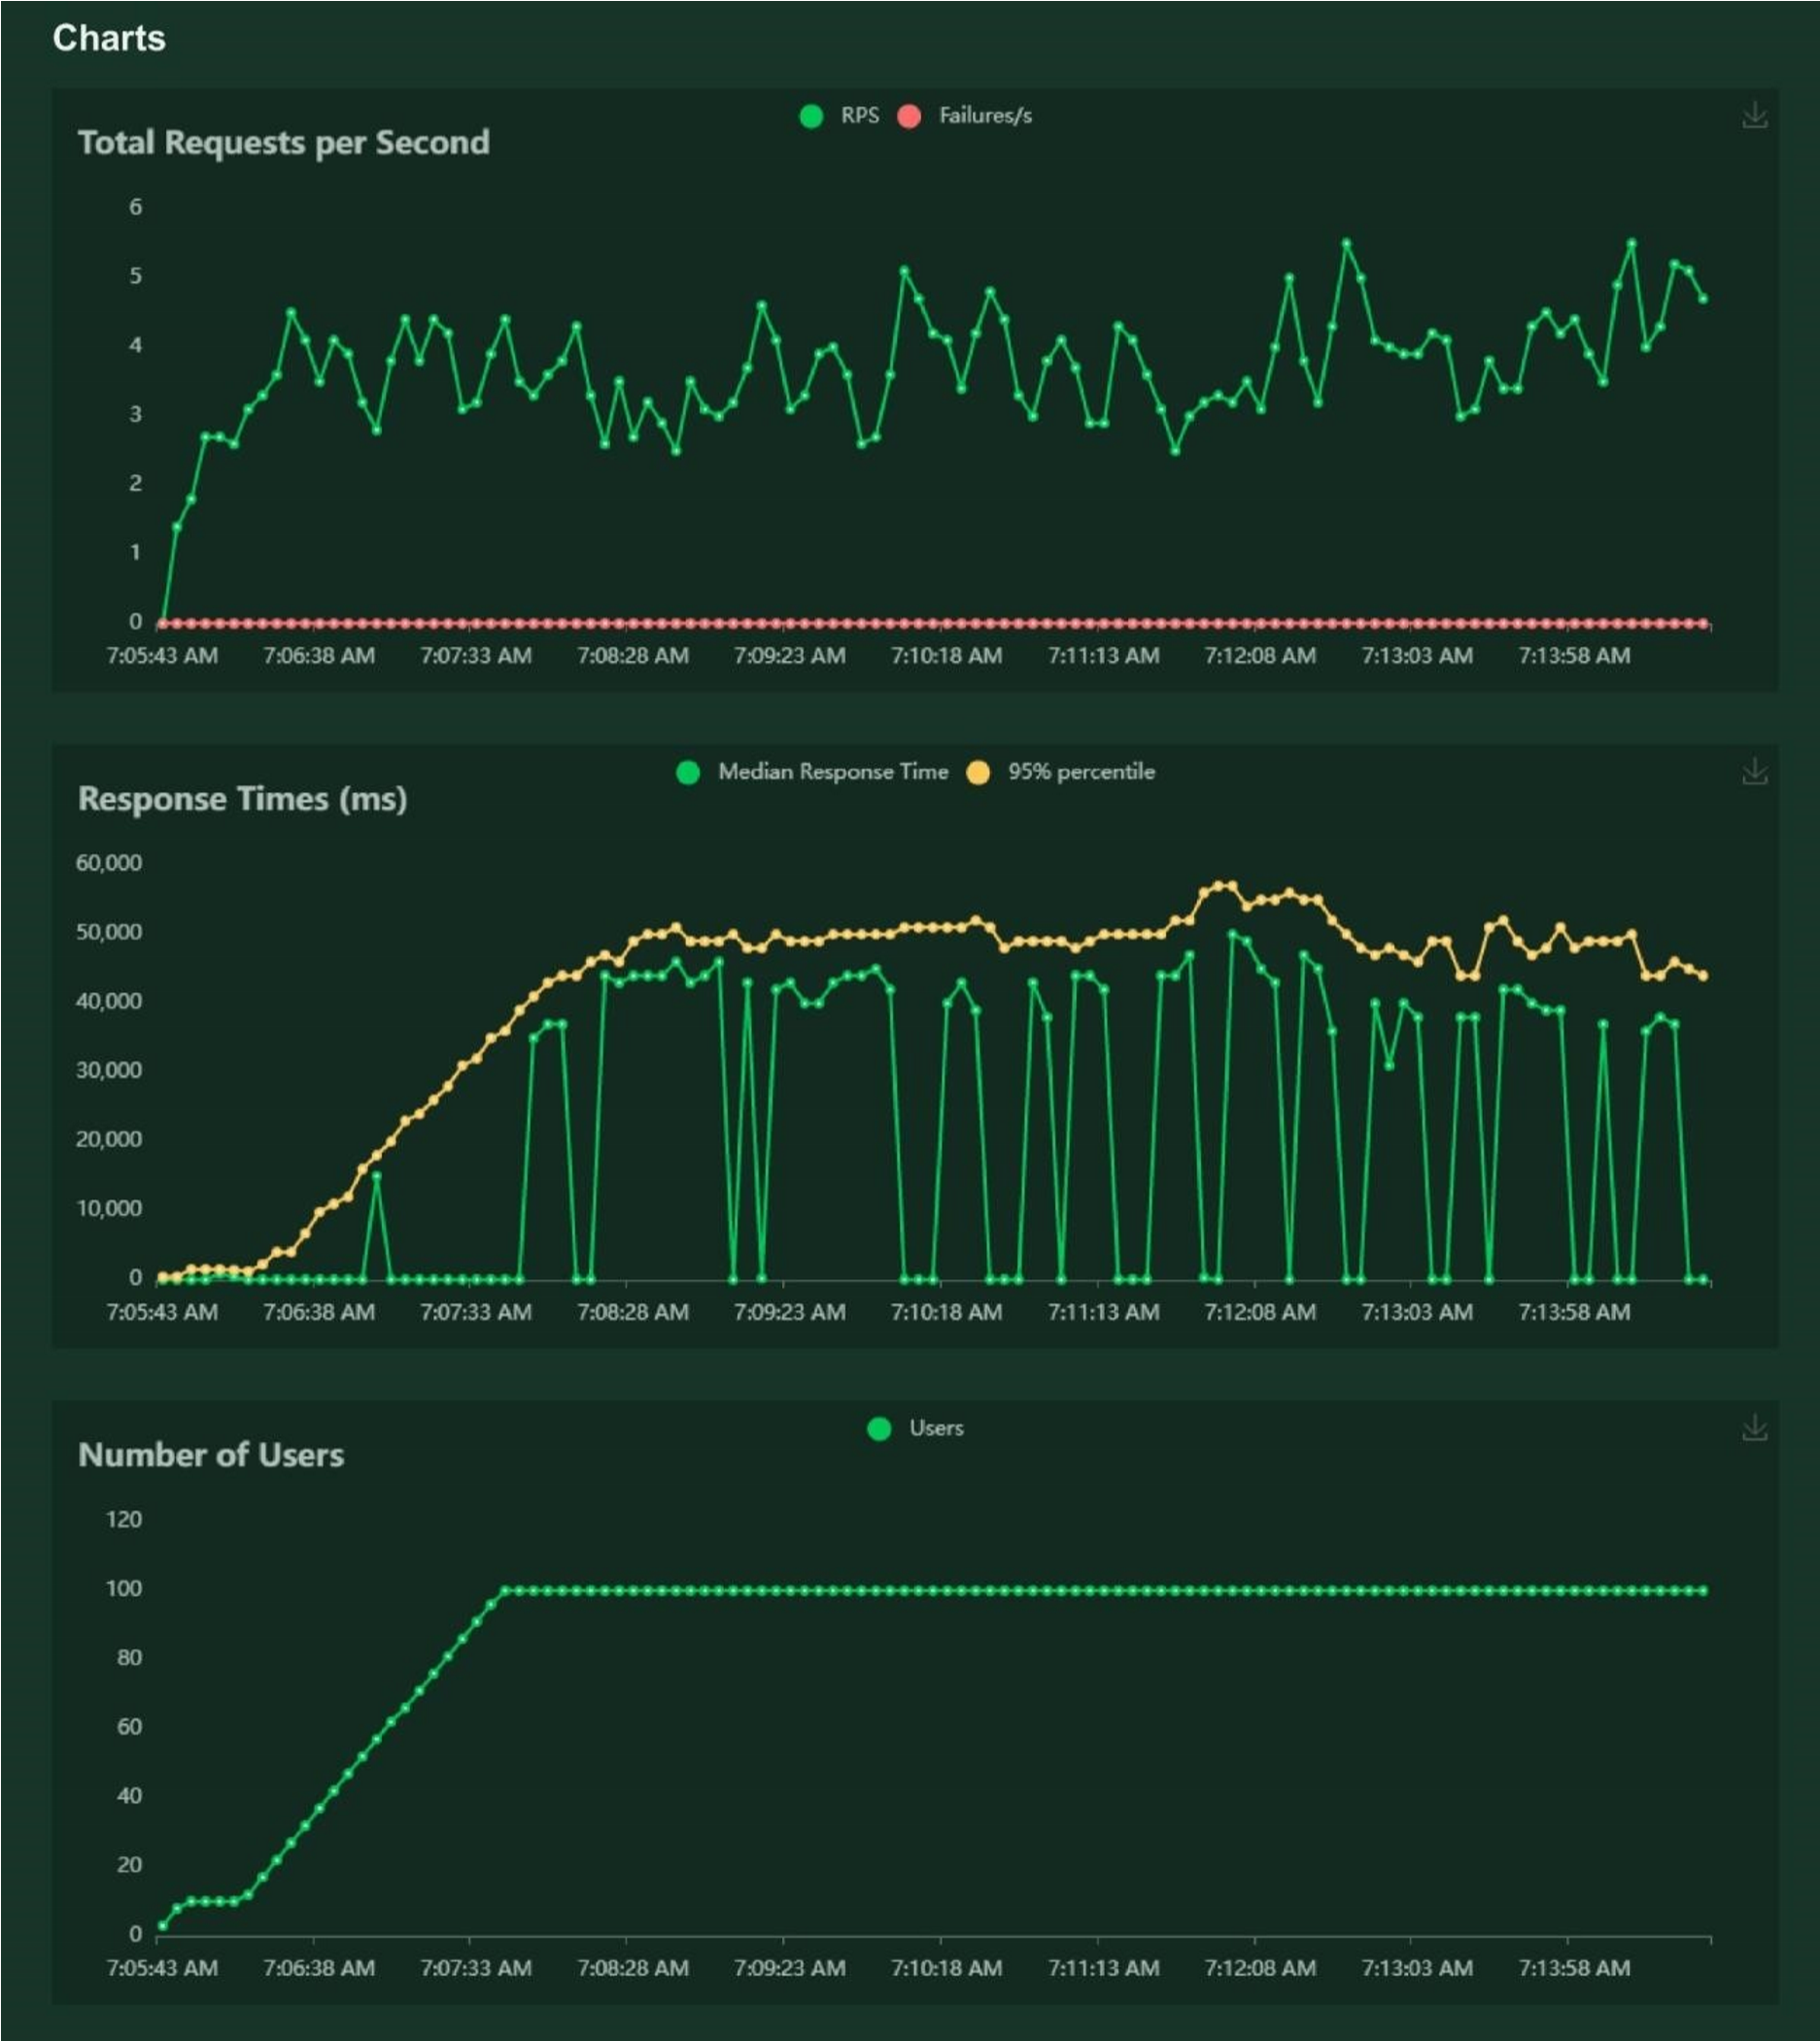 Charts
RPS Failures/s
Total Requests per Second
6
5
4
3
2
1
0
7:05:43 AM 7:06:38 AM 7:07:33 AM 7:08:28 AM 7:09:23 AM 7:10:18 AM 7:11:13 AM 7:12:08 AM 7:13:03 AM 7:13:58 AM
Median Response Time 95% percentile
Response Times (ms)
60,000
50,000
40,000
30,000
20,000
10,000
0
7:05:43 AM 7:06:38 AM 7:07:33 AM 7:08:28 AM 7:09:23 AM 7:10:18 AM 7:11:13 AM 7:12:08 AM 7:13:03 AM 7:13:58 AM
Users
Number of Users
120
100
80
60
40
20
0
7:05:43 AM 7:06:38 AM 7:07:33 AM 7:08:28 AM 7:09:23 AM 7:10:18 AM 7:11:13 AM 7:12:08 AM 7:13:03 AM 7:13:58 AM